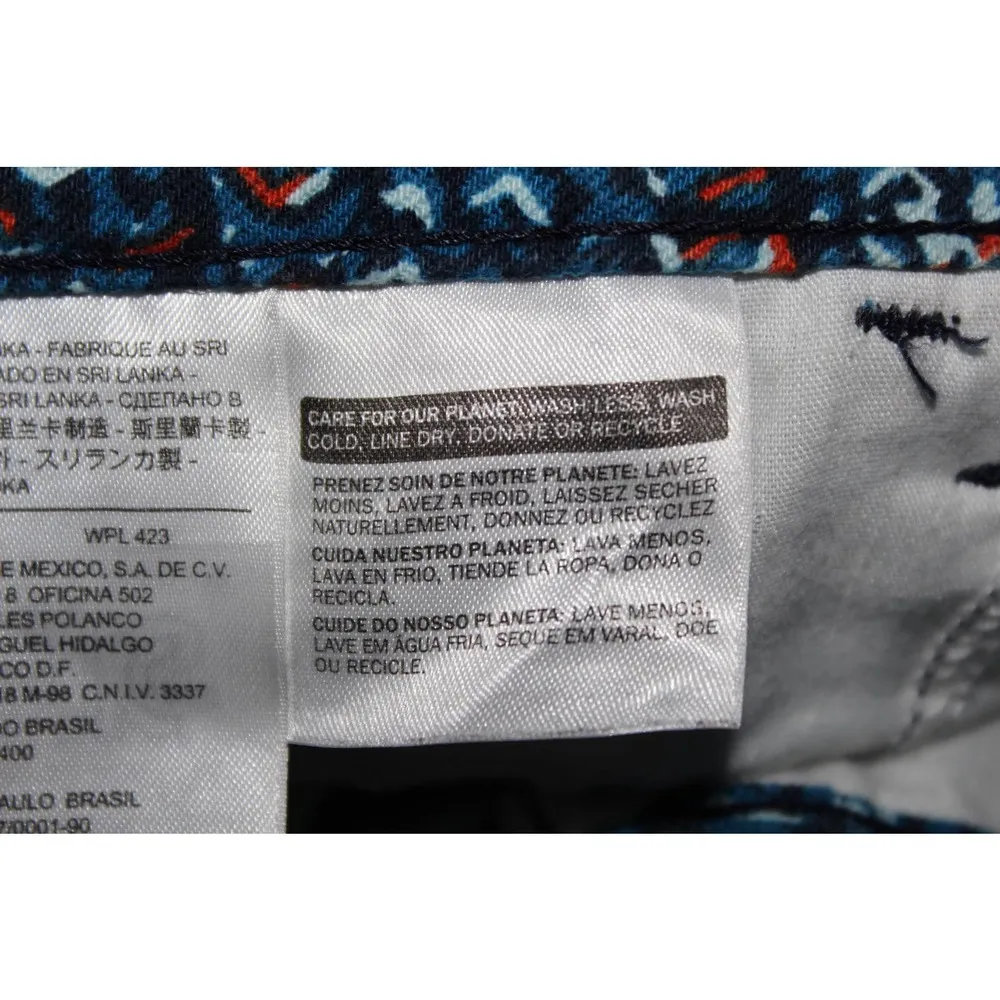 KA - FABRIQUE AU SRI
ADO EN SRI LANKA -
SRI LANKA - СДЕЛАНО В
里兰卡制造 - 斯里蘭卡製 -
- スリランカ製 -
KA
WPL 423
E MEXICO, S.A. DE C.V.
8 OFICINA 502
LES POLANCO
GUEL HIDALGO
CO D.F.
18 M-98 C.N.I.V. 3337
DO BRASIL
400
PAULO BRASIL
7/0001-90
CARE FOR OUR PLANET: WASH LESS, WASH
COLD, LINE DRY, DONATE OR RECYCLE
PRENEZ SOIN DE NOTRE PLANETE: LAVEZ
MOINS, LAVEZ A FROID, LAISSEZ SECHER
NATURELLEMENT, DONNEZ OU RECYCLEZ
CUIDA NUESTRO PLANETA: LAVA MENOS,
LAVA EN FRIO, TIENDE LA ROPA, DONA O
RECICLA.
CUIDE DO NOSSO PLANETA: LAVE MENOS,
LAVE EM ÁGUA FRIA, SEQUE EM VARAL, DOE
OU RECICLE.